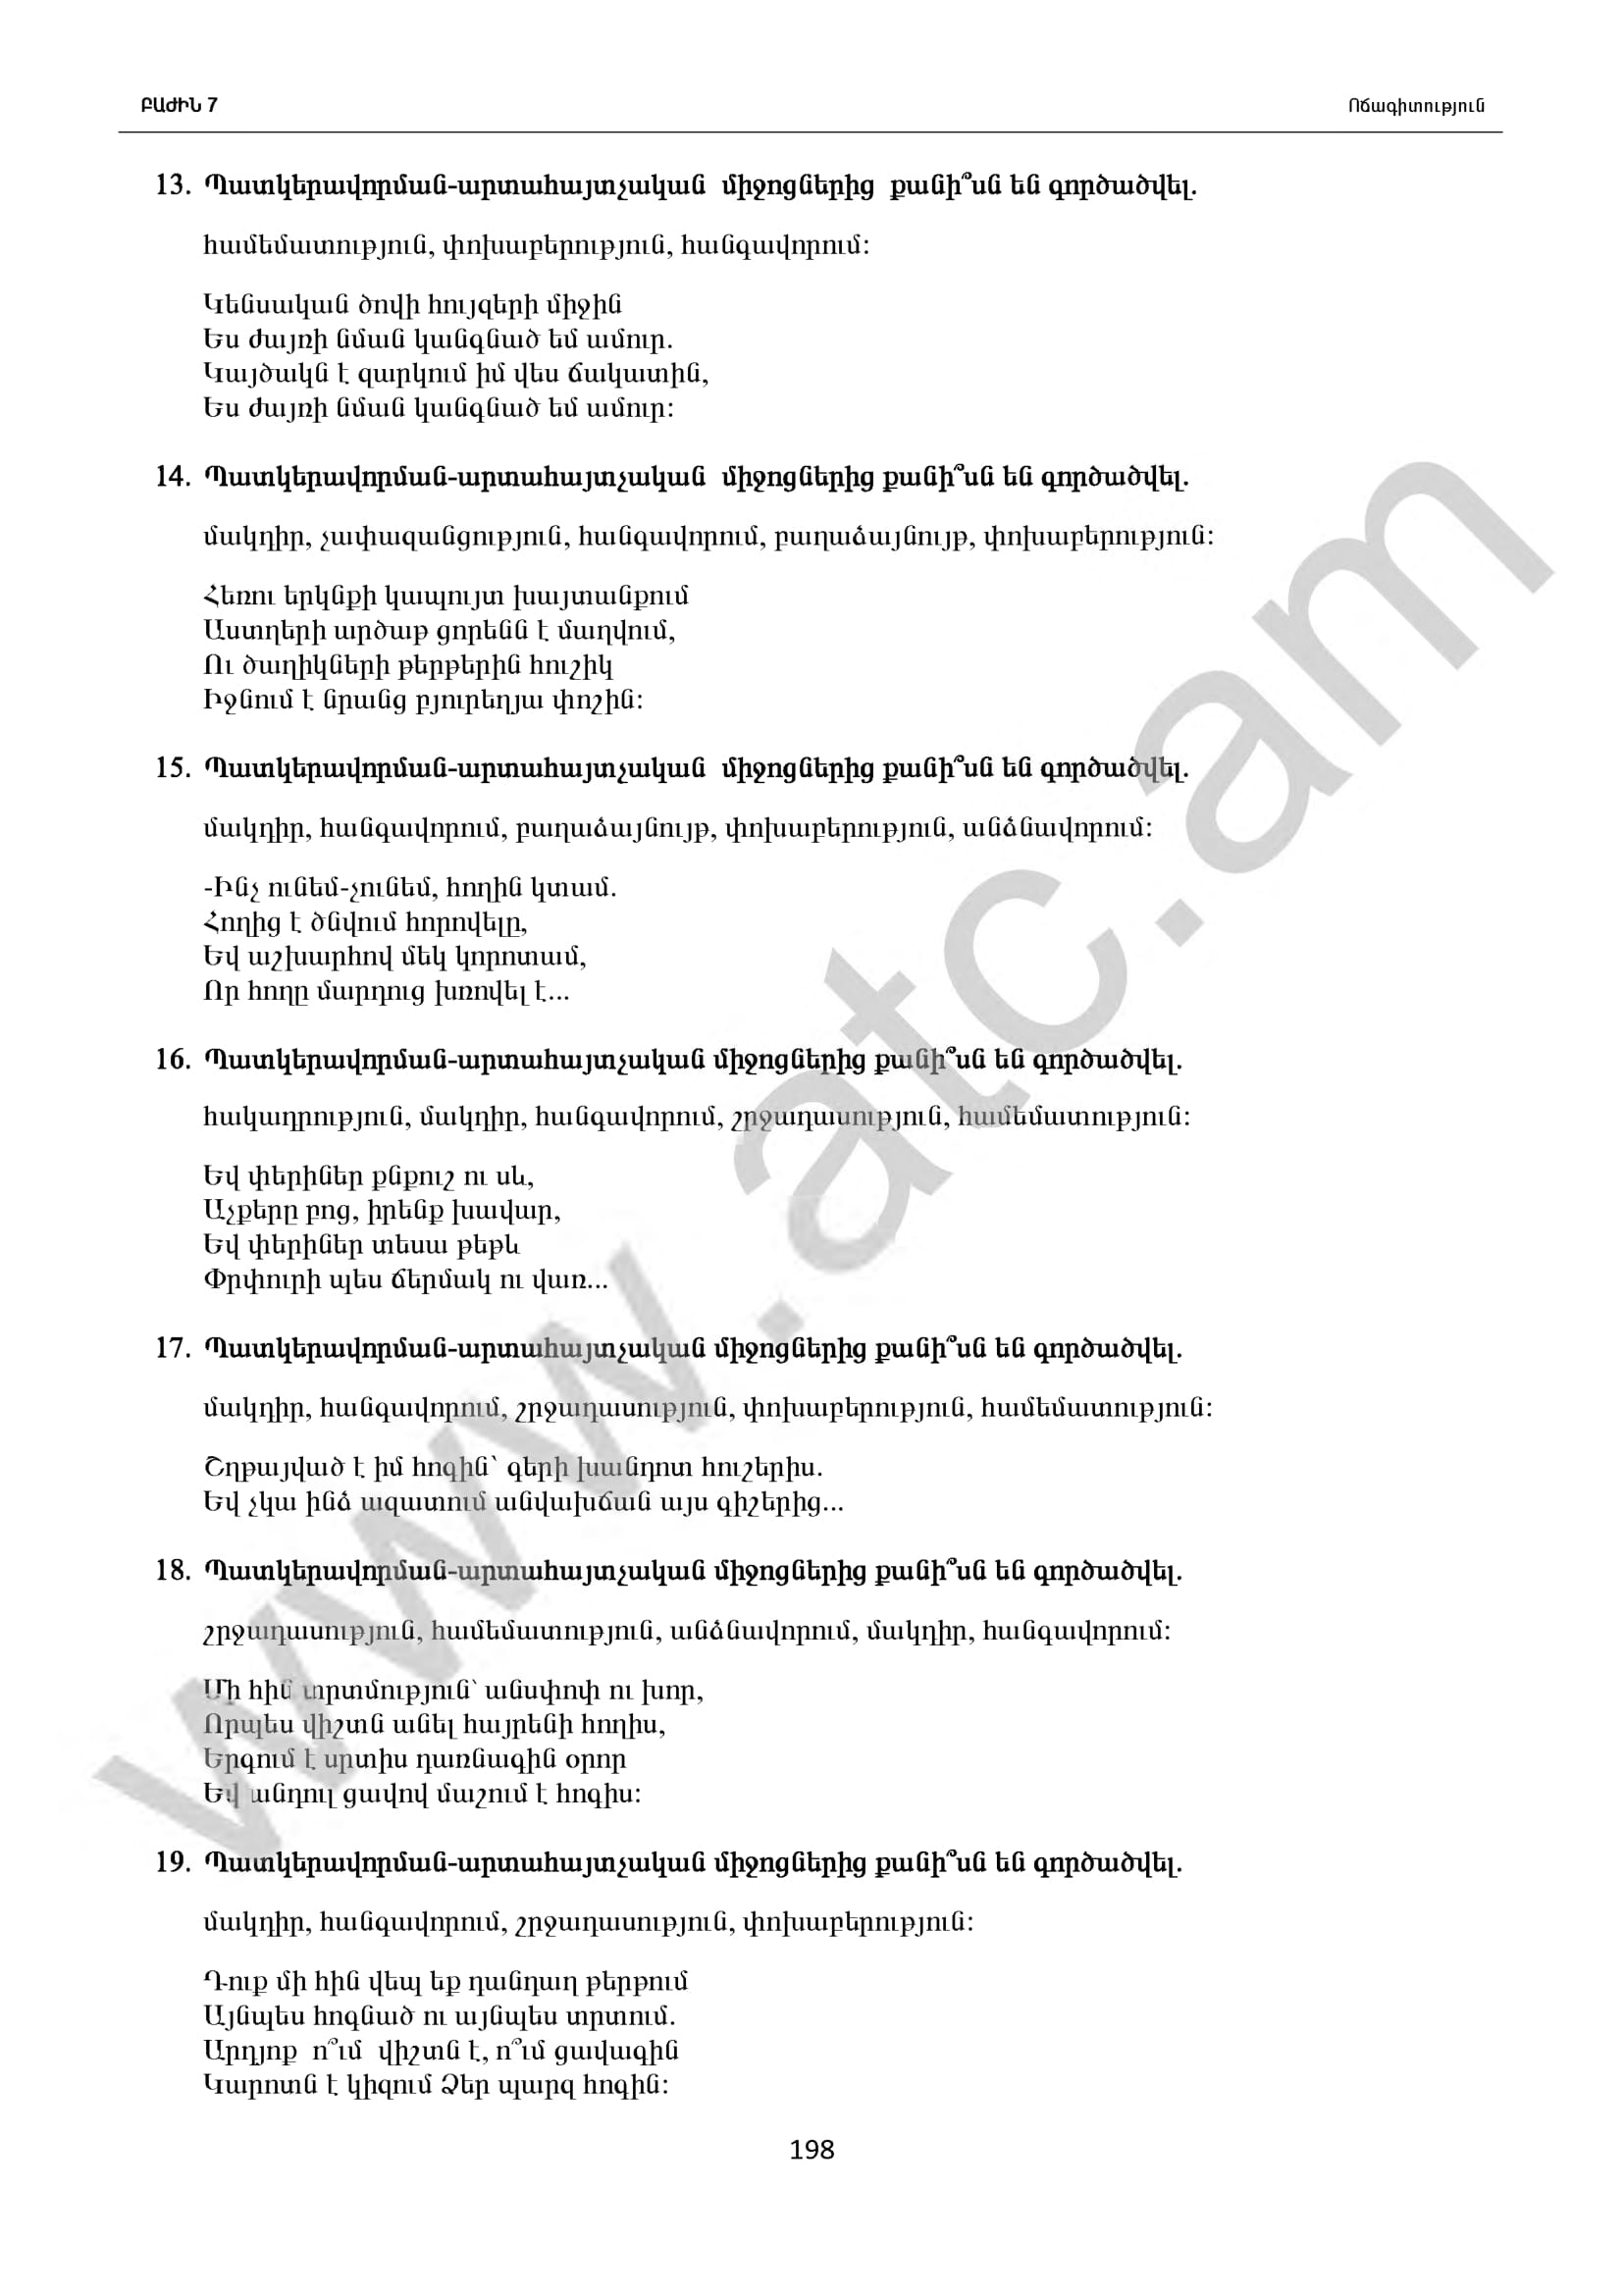 ԲԱԺԻՆ 7
Ոճագիտություն
13. Պատկերավորման-արտահայտչական միջոցներից քանի՞սն են գործածվել.
համեմատություն, փոխաբերություն, հանգավորում:
Կենսական ծովի հույզերի միջին
Ես ժայռի նման կանգնած եմ ամուր.
Կայծակն է զարկում իմ վես ճակատին,
Ես ժայռի նման կանգնած եմ ամուր:
14. Պատկերավորման-արտահայտչական միջոցներից քանի՞սն են գործածվել.
մակդիր, չափազանցություն, հանգավորում, բաղաձայնույթ, փոխաբերություն:
Հեռու երկնքի կապույտ խայտանքում
Աստղերի արծաթ ցորենն է մաղվում,
Ու ծաղիկների թերթերին հուշիկ
Իջնում է նրանց բյուրեղյա փոշին:
15. Պատկերավորման-արտահայտչական միջոցներից քանի՞սն են գործածվել.
մակդիր, հանգավորում, բաղաձայնույթ, փոխաբերություն, անձնավորում:
-Ինչ ունեմ-չունեմ, հողին կտամ.
Հողից է ծնվում հորովելը,
Եվ աշխարհով մեկ կորոտամ,
Որ հողը մարդուց խռովել է...
16. Պատկերավորման-արտահայտչական միջոցներից քանի՞սն են գործածվել.
հակադրություն, մակդիր, հանգավորում, շրջադասություն, համեմատություն:
Եվ փերիներ քնքուշ ու սև,
Աչքերը բոց, իրենք խավար,
Եվ փերիներ տեսա թեթև
Փրփուրի պես ճերմակ ու վառ...
17. Պատկերավորման-արտահայտչական միջոցներից քանի՞սն են գործածվել.
մակդիր, հանգավորում, շրջադասություն, փոխաբերություն, համեմատություն:
Շղթայված է իմ հոգին` գերի խանդոտ հուշերիս.
Եվ չկա ինձ ազատում անվախճան այս գիշերից...
18. Պատկերավորման-արտահայտչական միջոցներից քանի՞սն են գործածվել.
շրջադասություն, համեմատություն, անձնավորում, մակդիր, հանգավորում:
Մի հին տրտմություն` անսփոփ ու խոր,
Որպես վիշտն անել հայրենի հողիս,
Երգում է սրտիս դառնագին օրոր
Եվ անդուլ ցավով մաշում է հոգիս:
19. Պատկերավորման-արտահայտչական միջոցներից քանի՞սն են գործածվել.
մակդիր, հանգավորում, շրջադասություն, փոխաբերություն:
Դուք մի հին վեպ եք դանդաղ թերթում
Այնպես հոգնած ու այնպես տրտում.
Արդյոք ո՞ւմ վիշտն է, ո՞ւմ ցավագին
Կարոտն է կիզում Ձեր պարզ հոգին:
198
www.atc.am